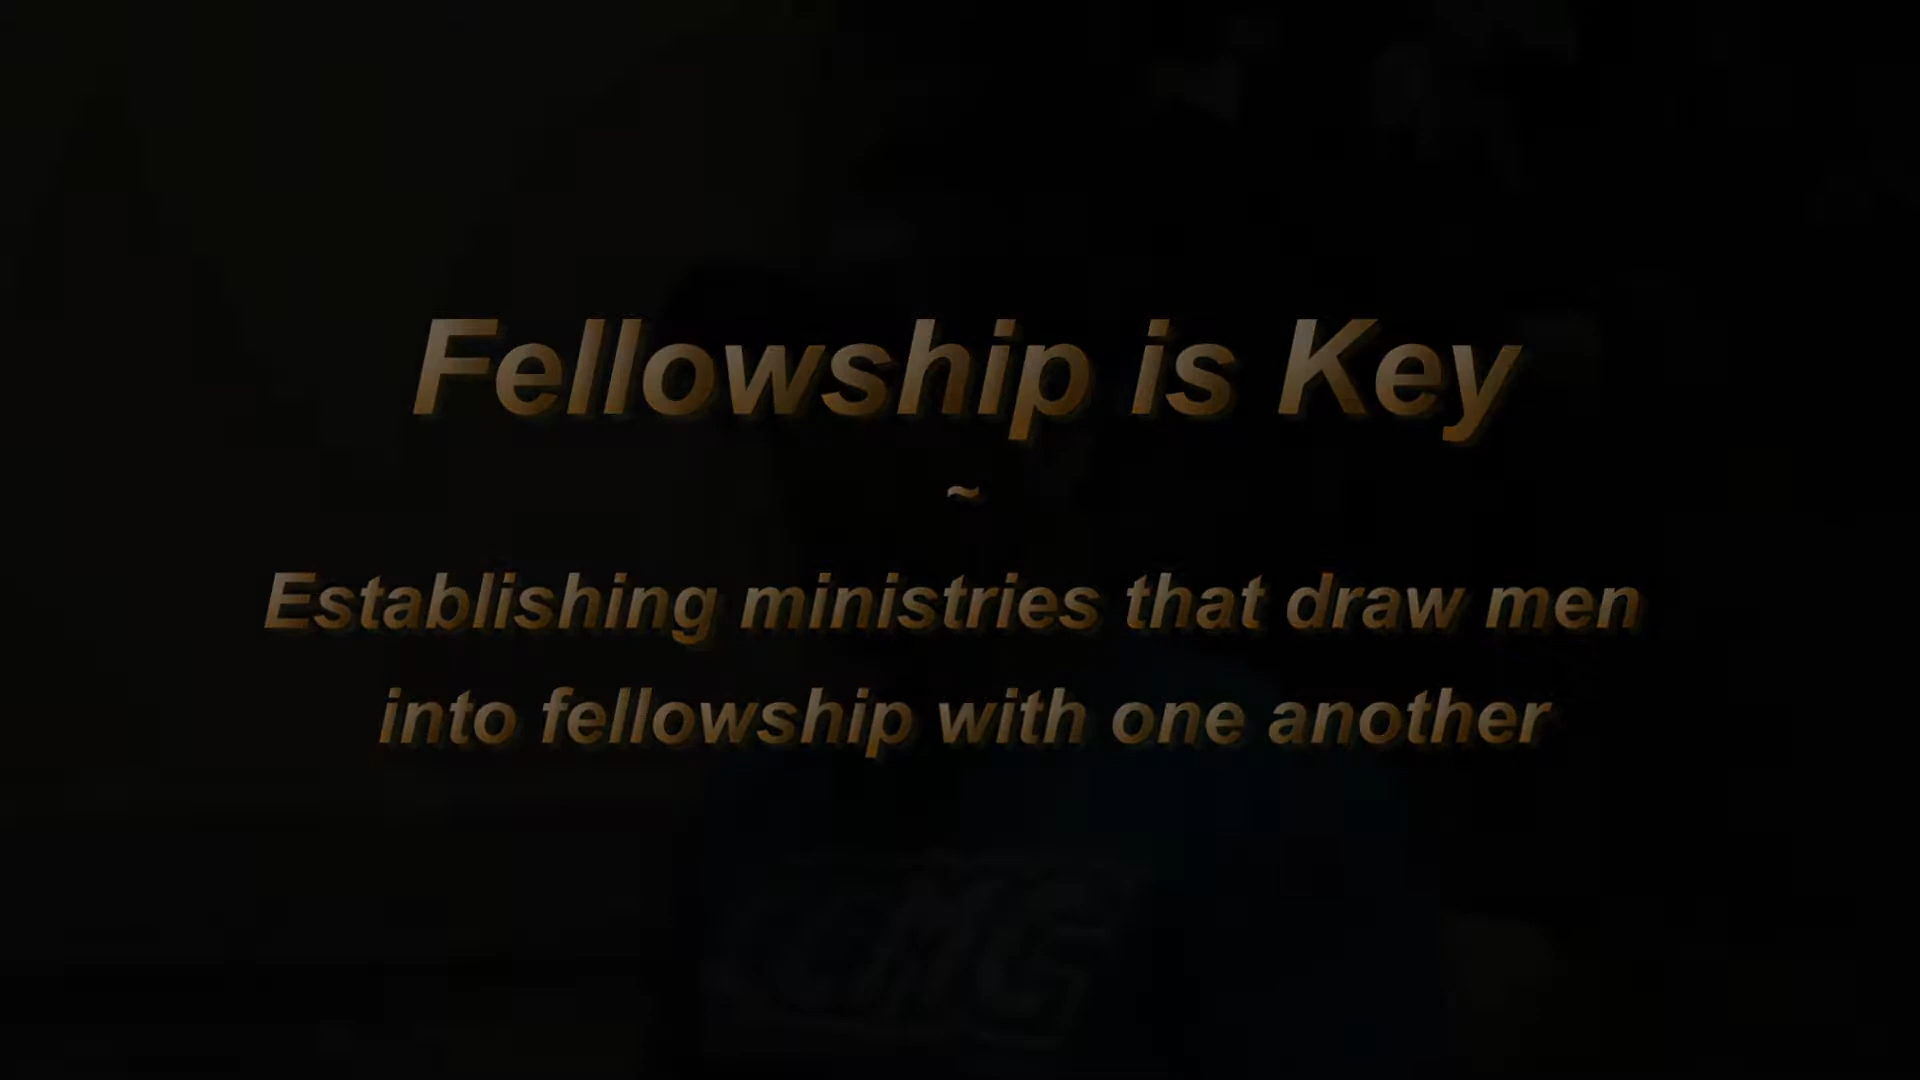 Fellowship is Key
~
Establishing ministries that draw men
into fellowship with one another